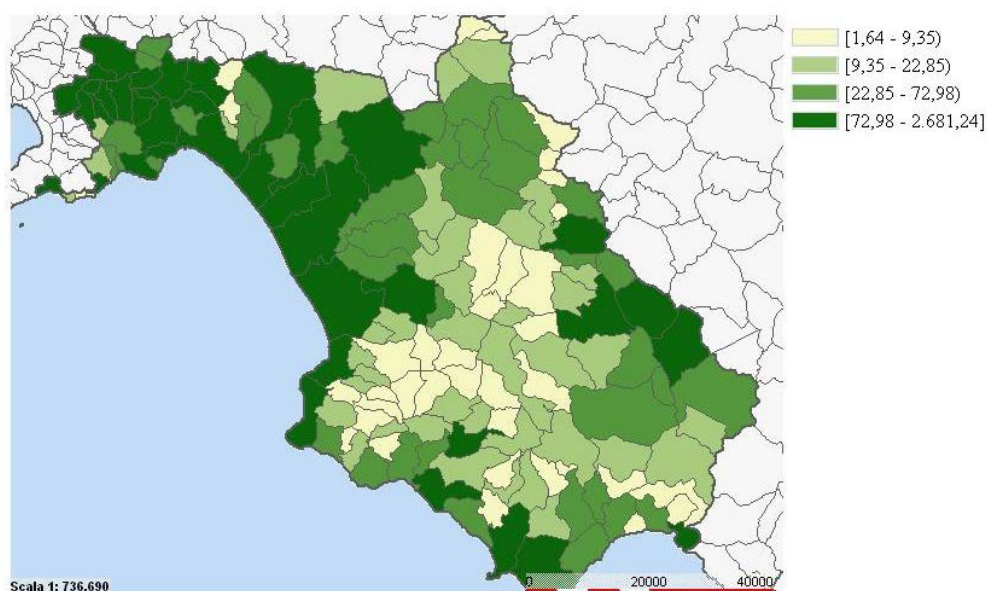 [1,64 - 9,35)
[9,35 - 22,85)
[22,85 - 72,98)
[72,98 - 2.681,24]
Scala 1: 736.690
0 20000 40000